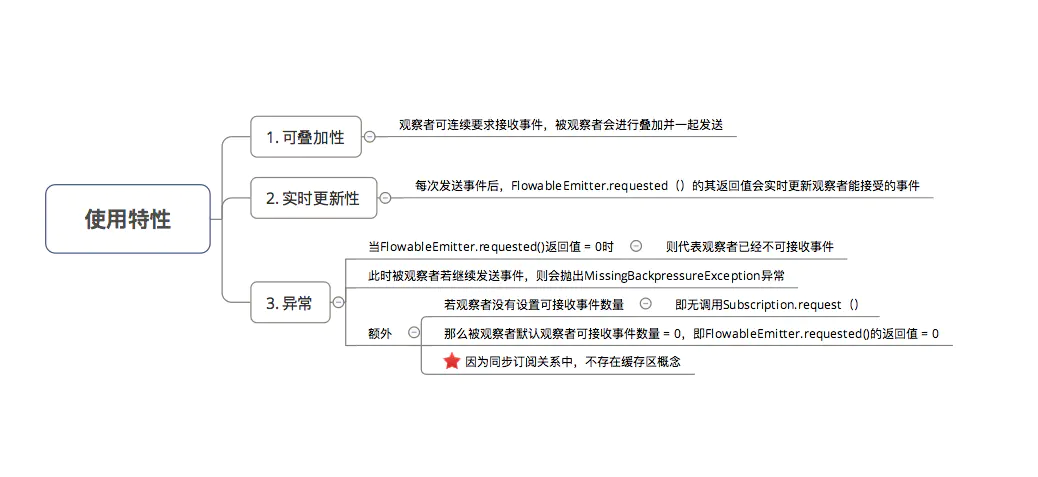 使用特性
1. 可叠加性
观察者可连续要求接收事件，被观察者会进行叠加并一起发送
2. 实时更新性
每次发送事件后，FlowableEmitter.requested（）的其返回值会实时更新观察者能接受的事件
3. 异常
当FlowableEmitter.requested()返回值 = 0时 则代表观察者已经不可接收事件
此时被观察者若继续发送事件，则会抛出MissingBackpressureException异常
额外
若观察者没有设置可接收事件数量 即无调用Subscription.request（）
那么被观察者默认观察者可接收事件数量 = 0，即FlowableEmitter.requested()的返回值 = 0
因为同步订阅关系中，不存在缓存区概念